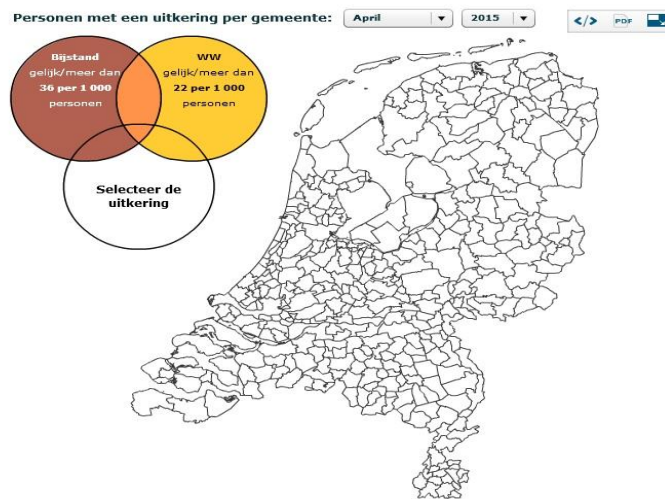 Personen met een uitkering per gemeente: April 2015 </> PDF
Bijstand
gelijk/meer dan
36 per 1 000
personen
WW
gelijk/meer dan
22 per 1 000
personen
Selecteer de
uitkering